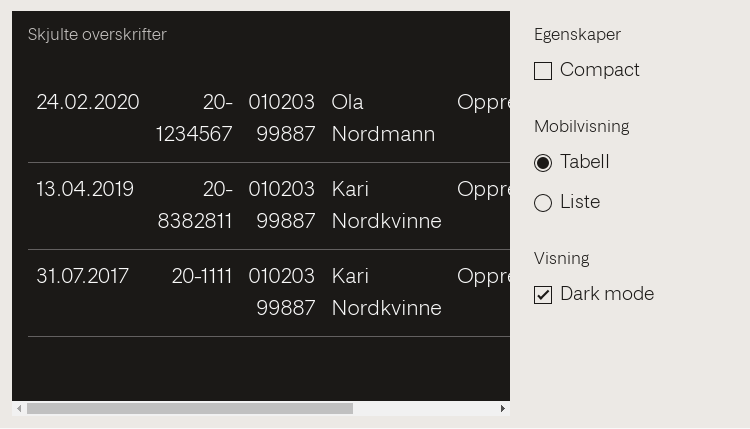 Skjulte overskrifter
24.02.2020 20- 010203 Ola Oppre
1234567 99887 Nordmann
13.04.2019 20- 010203 Kari Oppre
8382811 99887 Nordkvinne
31.07.2017 20-1111 010203 Kari Oppre
99887 Nordkvinne
Egenskaper
Compact
Mobilvisning
Tabell
Liste
Visning
Dark mode